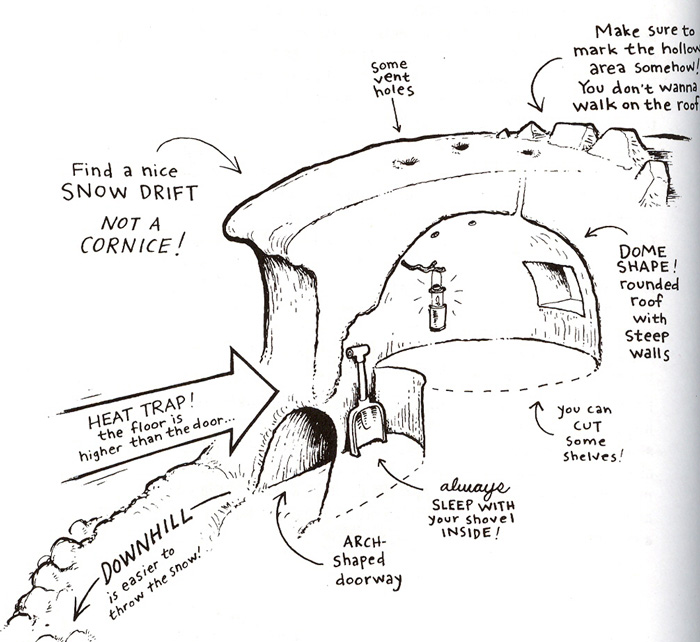 Make sure to
mark the hollow
area somehow!
You don't wanna
walk on the roof
some
vent
holes
Find a nice
SNOW DRIFT
NOT A
CORNICE!
DOME
SHAPE!
rounded
roof
with
steep
walls
HEAT TRAP!
the floor is
higher than the door...
you can
CUT
some
shelves!
always
SLEEP WITH
your shovel
INSIDE!
ARCH-
shaped
doorway
DOWNHILL
is easier to
throw the snow!